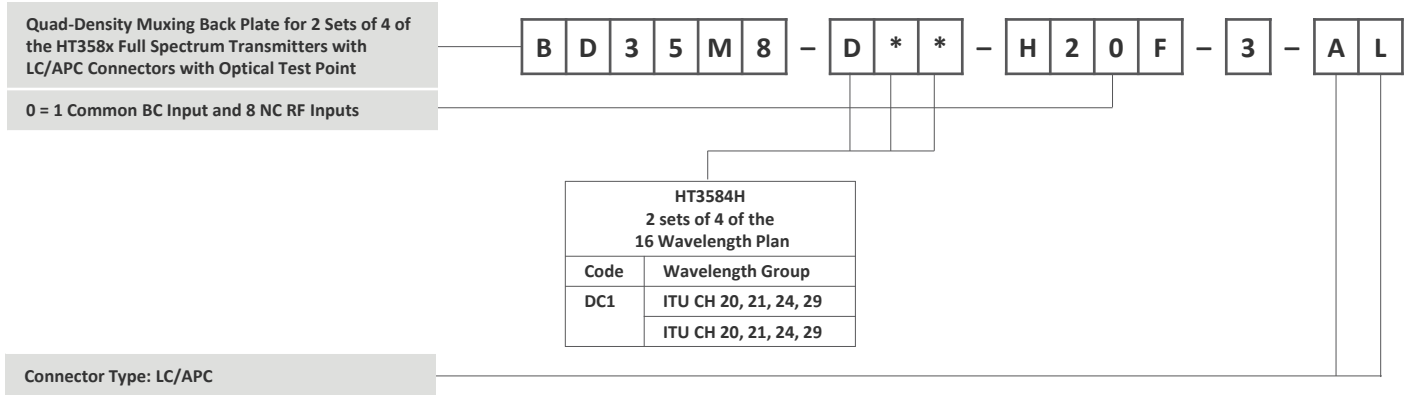 Quad-Density Muxing Back Plate for 2 Sets of 4 of
the HT358x Full Spectrum Transmitters with
LC/APC Connectors with Optical Test Point
B D 3 5 M 8 – D * * – H 2 0 F – 3 – A L
0 = 1 Common BC Input and 8 NC RF Inputs
HT3584H
2 sets of 4 of the
16 Wavelength Plan
Code Wavelength Group
DC1 ITU CH 20, 21, 24, 29
ITU CH 20, 21, 24, 29
Connector Type: LC/APC